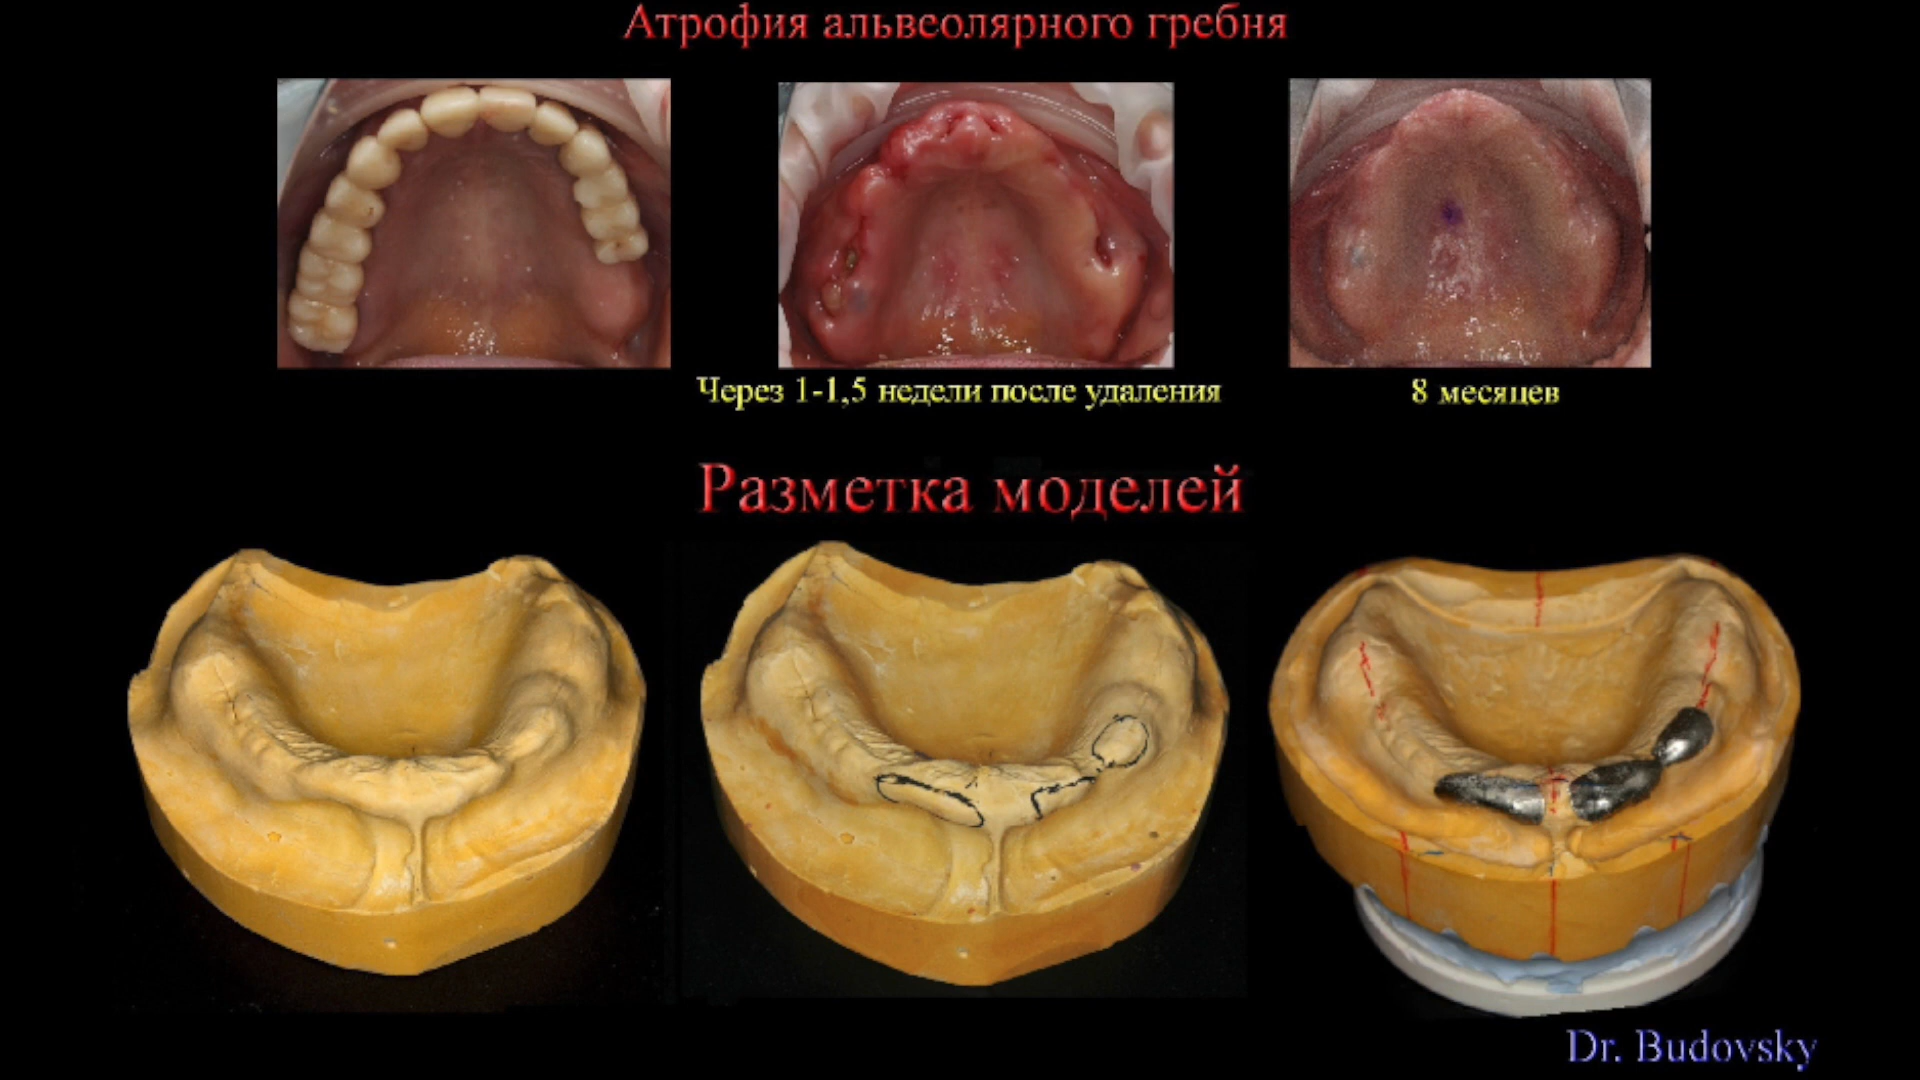 Атрофия альвеолярного гребня
Через 1-1,5 недели после удаления
8 месяцев
Разметка моделей
Dr. Budovsky